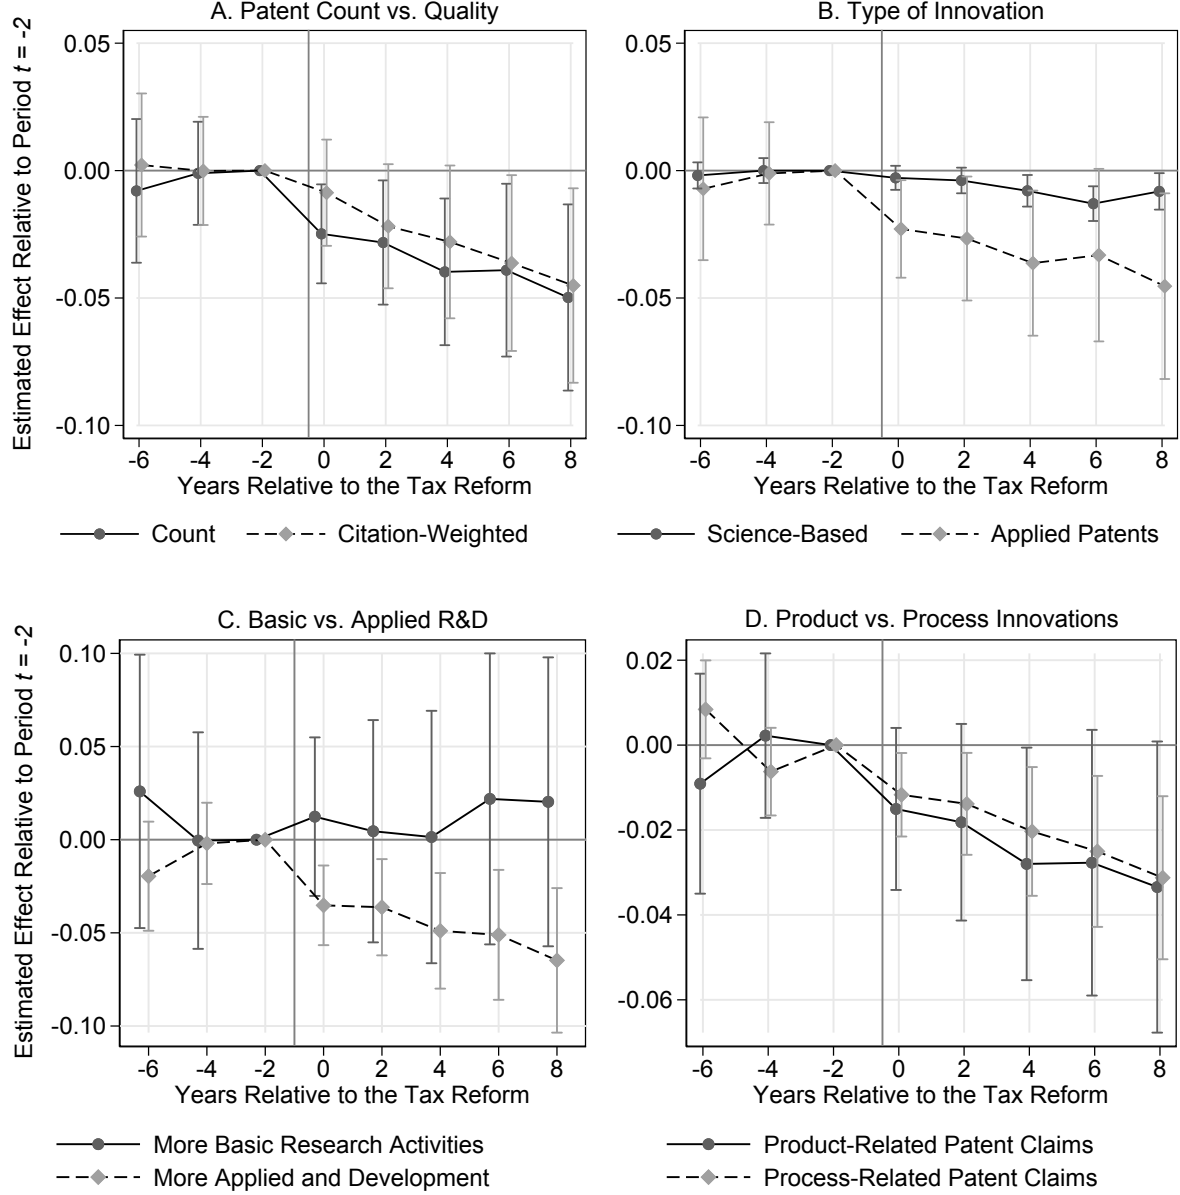 A. Patent Count vs. Quality
Estimated Effect Relative to Period t = -2
0.05
0.00
-0.05
-0.10
-6 -4 -2 0 2 4 6 8
Years Relative to the Tax Reform
Count Citation-Weighted
B. Type of Innovation
0.05
0.00
-0.05
-0.10
-6 -4 -2 0 2 4 6 8
Years Relative to the Tax Reform
Science-Based Applied Patents
C. Basic vs. Applied R&D
Estimated Effect Relative to Period t = -2
0.10
0.05
0.00
-0.05
-0.10
-6 -4 -2 0 2 4 6 8
Years Relative to the Tax Reform
More Basic Research Activities
More Applied and Development
D. Product vs. Process Innovations
0.02
0.00
-0.02
-0.04
-0.06
-6 -4 -2 0 2 4 6 8
Years Relative to the Tax Reform
Product-Related Patent Claims
Process-Related Patent Claims